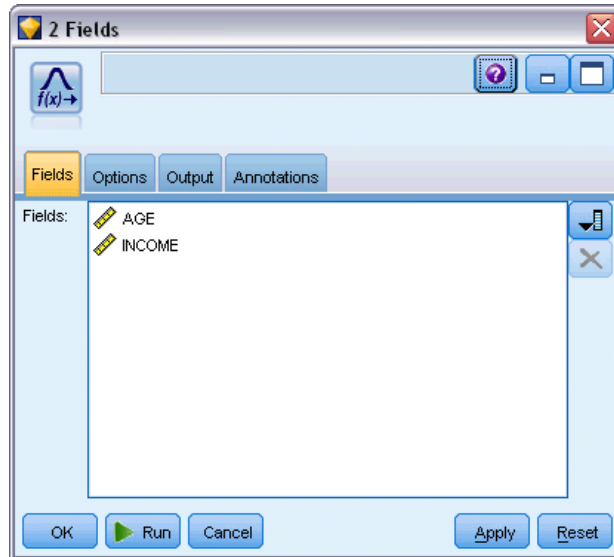 2 Fields
f(x)→
Fields Options Output Annotations
Fields:
AGE
INCOME
OK Run Cancel Apply Reset